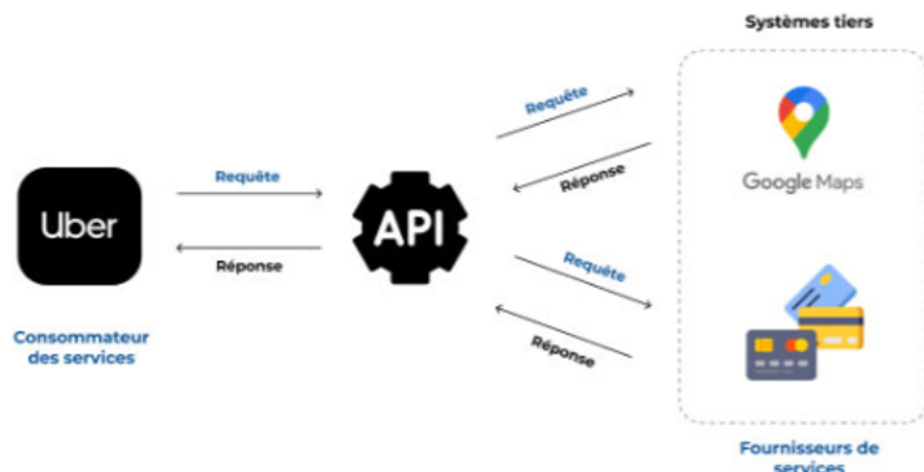 Systèmes tiers
Requête
Réponse
Google Maps
Requête
Réponse
Uber
API
Requête
Réponse
Consommateur
des services
Fournisseurs de
services